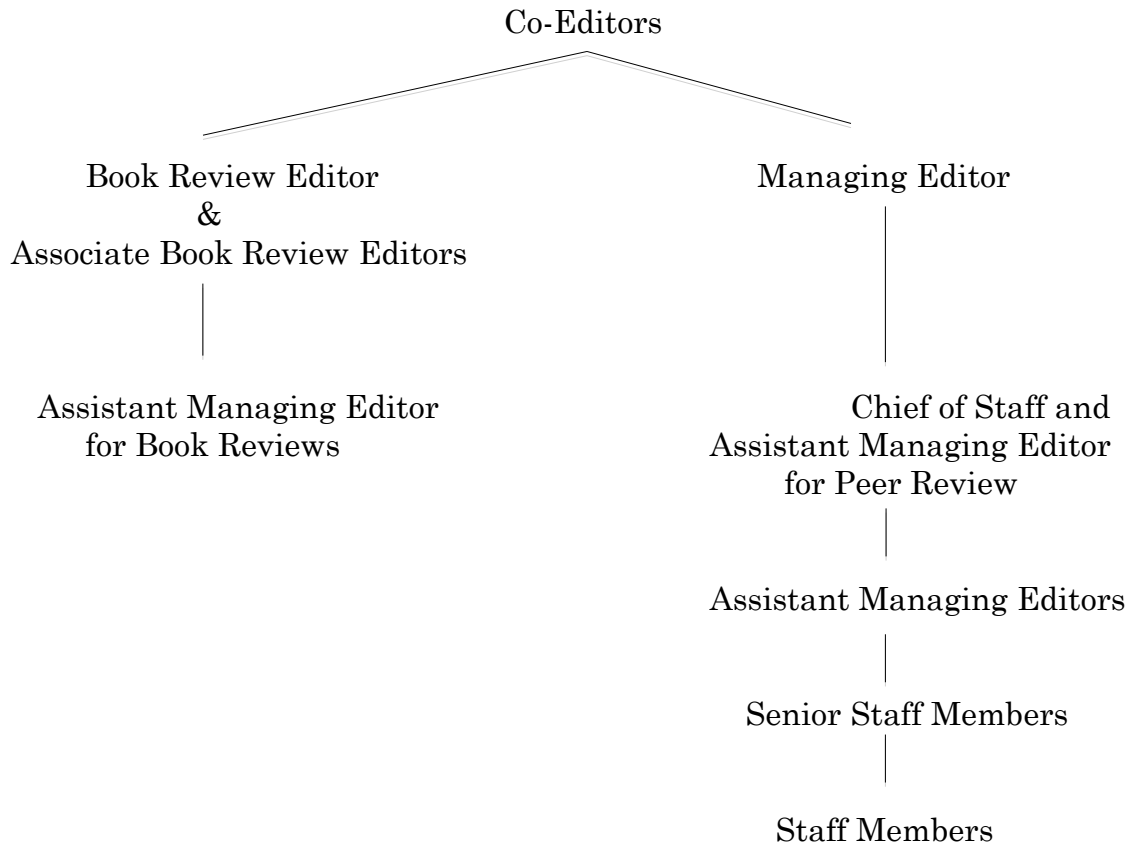 Co-Editors
Book Review Editor
&
Associate Book Review Editors
Managing Editor
Assistant Managing Editor
for Book Reviews
Chief of Staff and
Assistant Managing Editor
for Peer Review
Assistant Managing Editors
Senior Staff Members
Staff Members